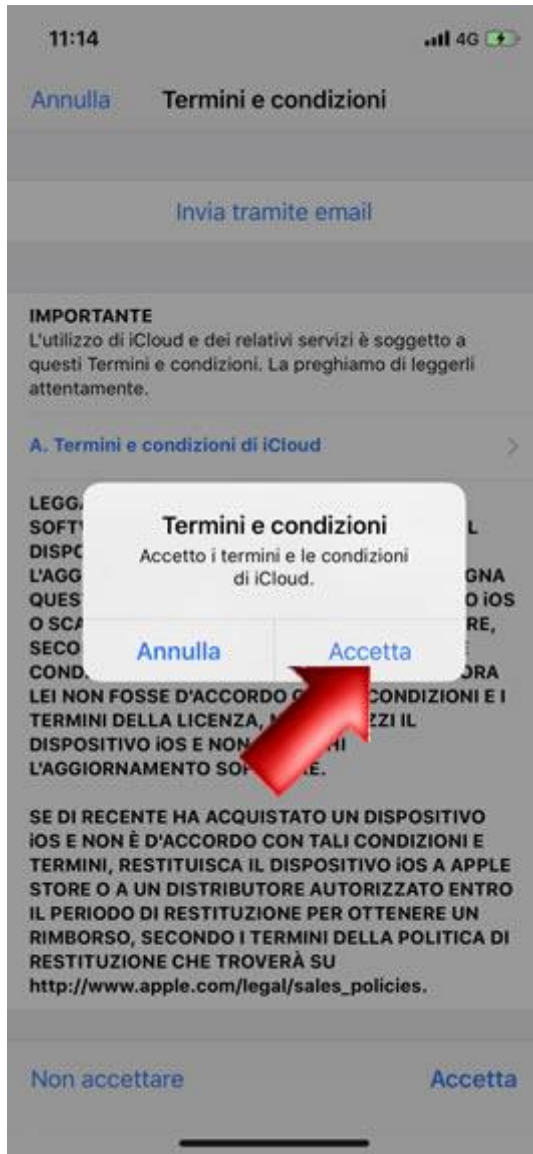 11:14
4G
Annulla
Termini e condizioni
Invia tramite email
IMPORTANTE
L'utilizzo di iCloud e dei relativi servizi è soggetto a
questi Termini e condizioni. La preghiamo di leggerli
attentamente.
A. Termini e condizioni di iCloud
Termini e condizioni
Accetto i termini e le condizioni
di iCloud.
Annulla
Accetta
LEI NON FOSSE D'ACCORDO CONDIZIONI E I
TERMINI DELLA LICENZA, IL
DISPOSITIVO iOS E NON
L'AGGIORNAMENTO
SE DI RECENTE HA ACQUISTATO UN DISPOSITIVO
iOS E NON È D'ACCORDO CON TALI CONDIZIONI E
TERMINI, RESTITUISCA IL DISPOSITIVO iOS A APPLE
STORE O A UN DISTRIBUTORE AUTORIZZATO ENTRO
IL PERIODO DI RESTITUZIONE PER OTTENERE UN
RIMBORSO, SECONDO I TERMINI DELLA POLITICA DI
RESTITUZIONE CHE TROVERÀ SU
http://www.apple.com/legal/sales_policies.
Non accettare
Accetta